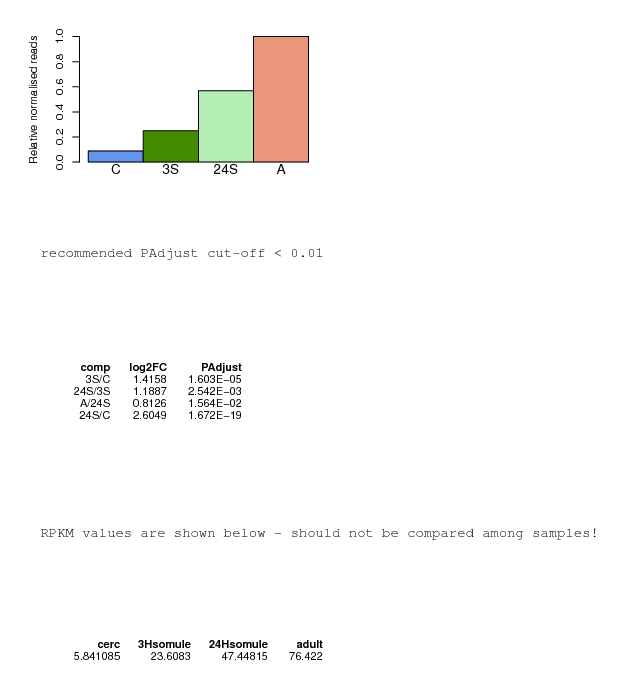 Relative normalised reads
1.0
0.8
0.6
0.4
0.2
0.0
C 3S 24S A
recommended PAdjust cut-off < 0.01
comp log2FC PAdjust
3S/C 1.4158 1.603E−05
24S/3S 1.1887 2.542E−03
A/24S 0.8126 1.564E−02
24S/C 2.6049 1.672E−19
RPKM values are shown below - should not be compared among samples!
cerc 3Hsomule 24Hsomule adult
5.841085 23.6083 47.44815 76.422